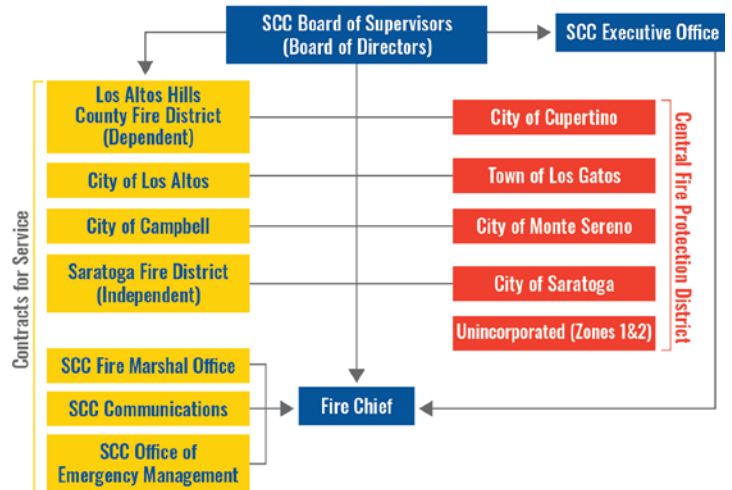 SCC Board of Supervisors
(Board of Directors)
SCC Executive Office
Contracts for Service
Los Altos Hills
County Fire District
(Dependent)
City of Los Altos
City of Campbell
Saratoga Fire District
(Independent)
SCC Fire Marshal Office
SCC Communications
SCC Office of
Emergency Management
City of Cupertino
Town of Los Gatos
City of Monte Sereno
City of Saratoga
Unincorporated (Zones 1&2)
Central Fire Protection District
Fire Chief